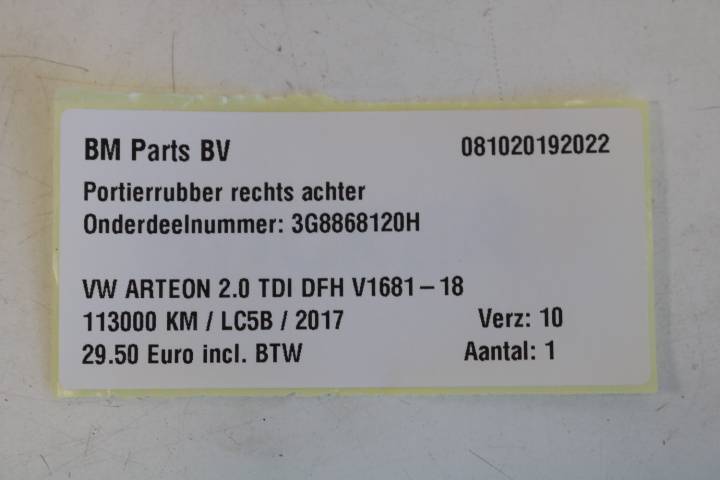 BM Parts BV 081020192022
Portierrubber rechts achter
Onderdeelnummer: 3G8868120H
VW ARTEON 2.0 TDI DFH V1681-18
113000 KM / LC5B / 2017 Verz: 10
29.50 Euro incl. BTW Aantal: 1